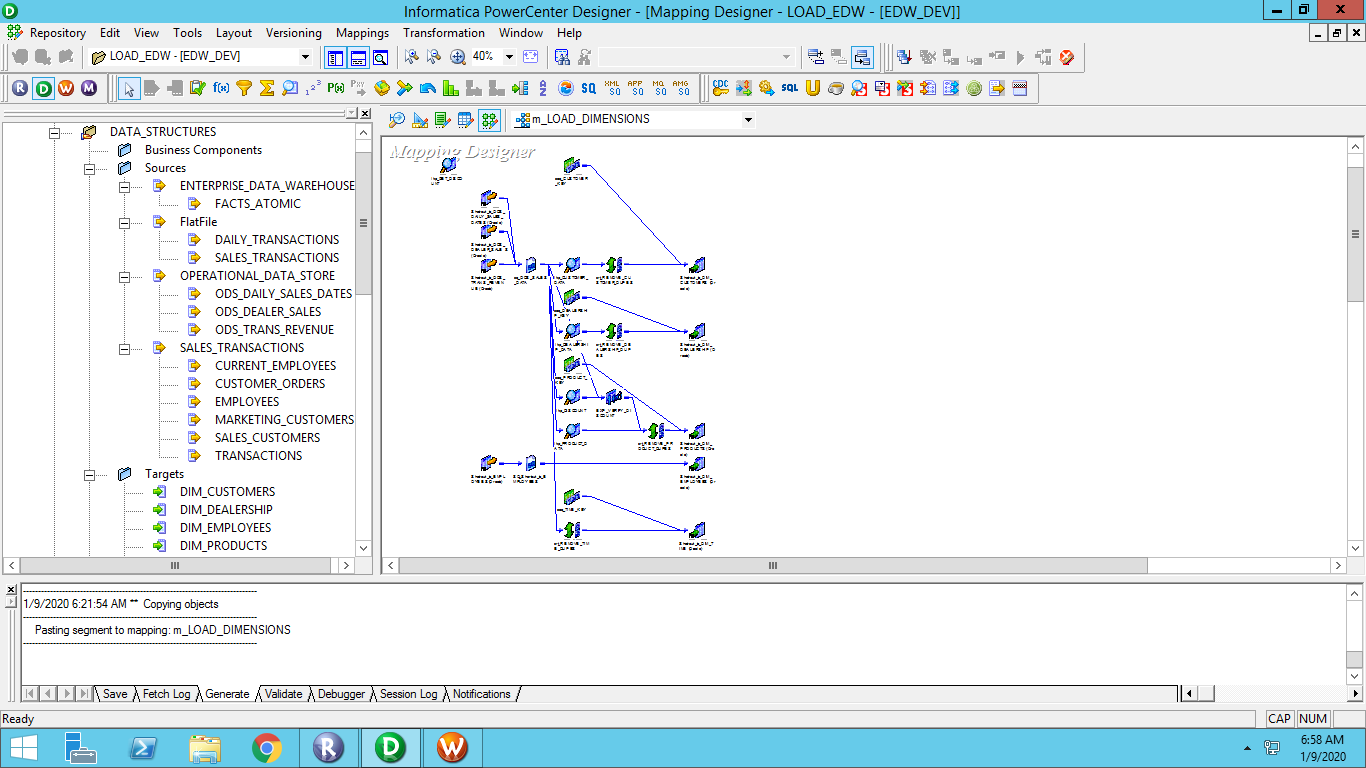 Informatica PowerCenter Designer - [Mapping Designer - LOAD_EDW - [EDW_DEV]]
Repository Edit View Tools Layout Versioning Mappings Transformation Window Help
LOAD_EDW - [EDW_DEV]
40%
m_LOAD_DIMENSIONS
Mapping Designer
DATA_STRUCTURES
Business Components
Sources
ENTERPRISE_DATA_WAREHOUSE
FACTS_ATOMIC
FlatFile
DAILY_TRANSACTIONS
SALES_TRANSACTIONS
OPERATIONAL_DATA_STORE
ODS_DAILY_SALES_DATES
ODS_DEALER_SALES
ODS_TRANS_REVENUE
SALES_TRANSACTIONS
CURRENT_EMPLOYEES
CUSTOMER_ORDERS
EMPLOYEES
MARKETING_CUSTOMERS
SALES_CUSTOMERS
TRANSACTIONS
Targets
DIM_CUSTOMERS
DIM_DEALERSHIP
DIM_EMPLOYEES
DIM_PRODUCTS
1/9/2020 6:21:54 AM ** Copying objects
Pasting segment to mapping: m_LOAD_DIMENSIONS
Save Fetch Log Generate Validate Debugger Session Log Notifications
Ready
CAP NUM
6:58 AM
1/9/2020